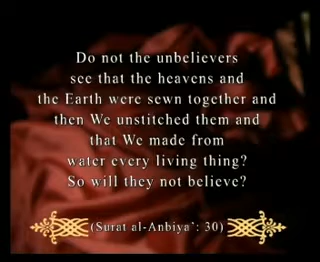 Do not the unbelievers
see that the heavens and
the Earth were sewn together and
then We unstitched them and
that We made from
water every living thing?
So will they not believe?
(Surat al-Anbiya': 30)